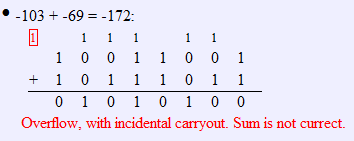 • -103 + -69 = -172:
1 1 1 1 1 1
1 0 0 1 1 0 0 1
+ 1 0 1 1 1 0 1 1
0 1 0 1 0 1 0 0
Overflow, with incidental carryout. Sum is not currect.